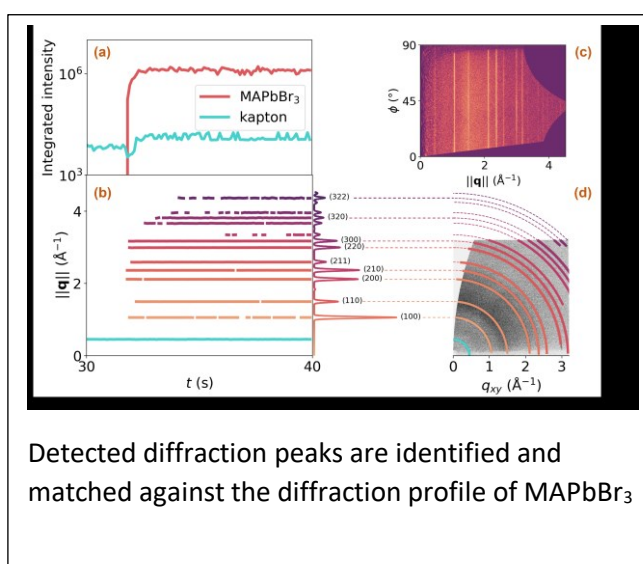 (a)
10⁶
Integrated intensity
MAPbBr₃
kapton
10³
(c)
90
ϕ (°)
45
0
0 2 4
||q|| (Å⁻¹)
(b)
4
||q|| (Å⁻¹)
2
0
30 40
t (s)
(322)
(320)
(300)
(220)
(211)
(210)
(200)
(110)
(100)
(d)
0 1 2 3
qxy (Å⁻¹)
Detected diffraction peaks are identified and
matched against the diffraction profile of MAPbBr₃